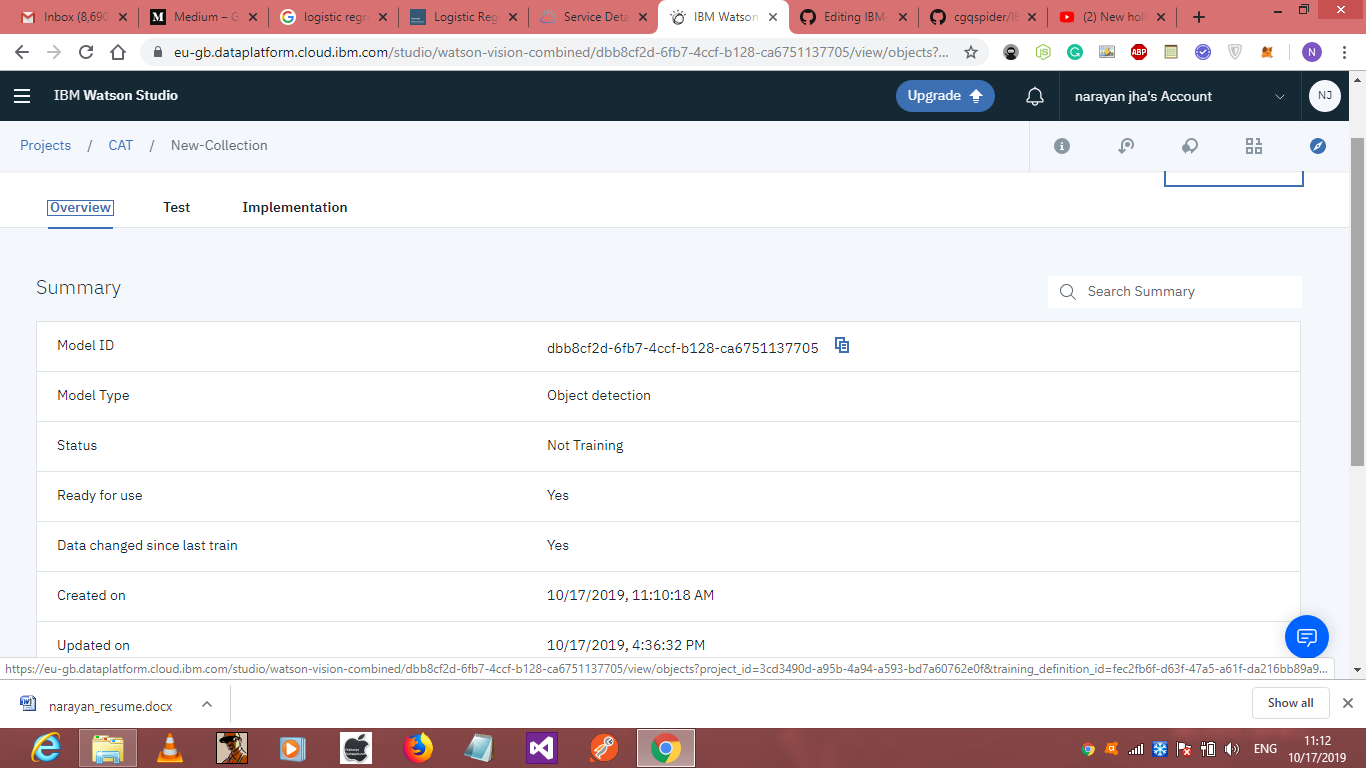 Inbox (8,690
Medium – G
logistic regre
Logistic Reg
Service Deta
IBM Watson
Editing IBM-
cgqspider/IE
(2) New holl
eu-gb.dataplatform.cloud.ibm.com/studio/watson-vision-combined/dbb8cf2d-6fb7-4ccf-b128-ca6751137705/view/objects?...
ABP
N
IBM Watson Studio
Upgrade
narayan jha's Account
NJ
Projects / CAT / New-Collection
Overview
Test
Implementation
Summary
Search Summary
Model ID
dbb8cf2d-6fb7-4ccf-b128-ca6751137705
Model Type
Object detection
Status
Not Training
Ready for use
Yes
Data changed since last train
Yes
Created on
10/17/2019, 11:10:18 AM
Updated on
10/17/2019, 4:36:32 PM
https://eu-gb.dataplatform.cloud.ibm.com/studio/watson-vision-combined/dbb8cf2d-6fb7-4ccf-b128-ca6751137705/view/objects?project_id=3cd3490d-a95b-4a94-a593-bd7a60762e0f&training_definition_id=fec2fb6f-d63f-47a5-a61f-da216bb89a9...
narayan_resume.docx
Show all
ENG
11:12
10/17/2019